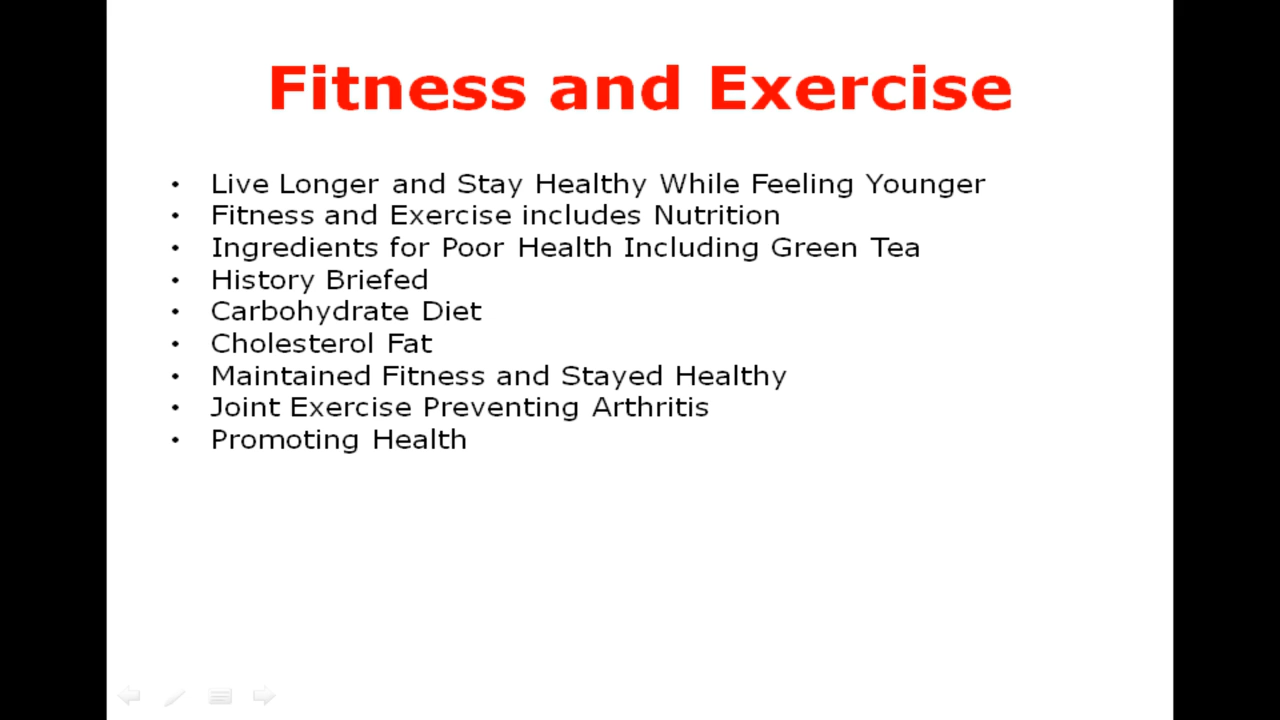 Fitness and Exercise
• Live Longer and Stay Healthy While Feeling Younger
• Fitness and Exercise includes Nutrition
• Ingredients for Poor Health Including Green Tea
• History Briefed
• Carbohydrate Diet
• Cholesterol Fat
• Maintained Fitness and Stayed Healthy
• Joint Exercise Preventing Arthritis
• Promoting Health